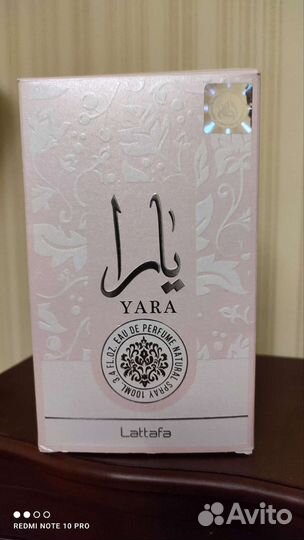 يارا
YARA
EAU DE PERFUME NATURAL SPRAY 100ML 3.4 FL.OZ.
Lattafa
REDMI NOTE 10 PRO
Avito